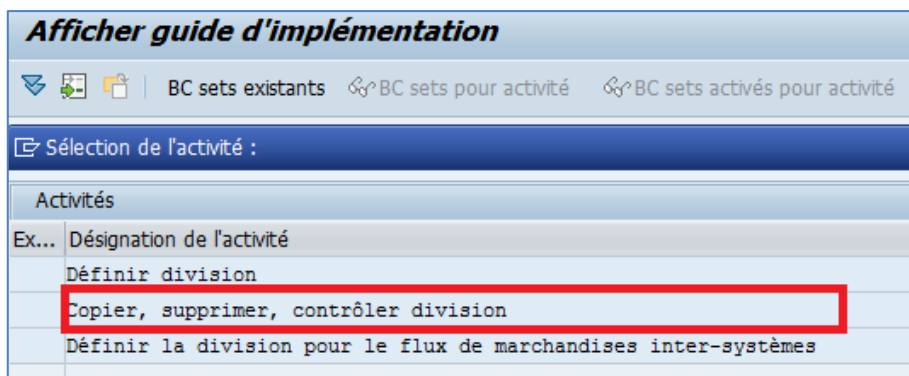 Afficher guide d'implémentation
BC sets existants BC sets pour activité BC sets activés pour activité
Sélection de l'activité :
Activités
Ex... Désignation de l'activité
Définir division
Copier, supprimer, contrôler division
Définir la division pour le flux de marchandises inter-systèmes